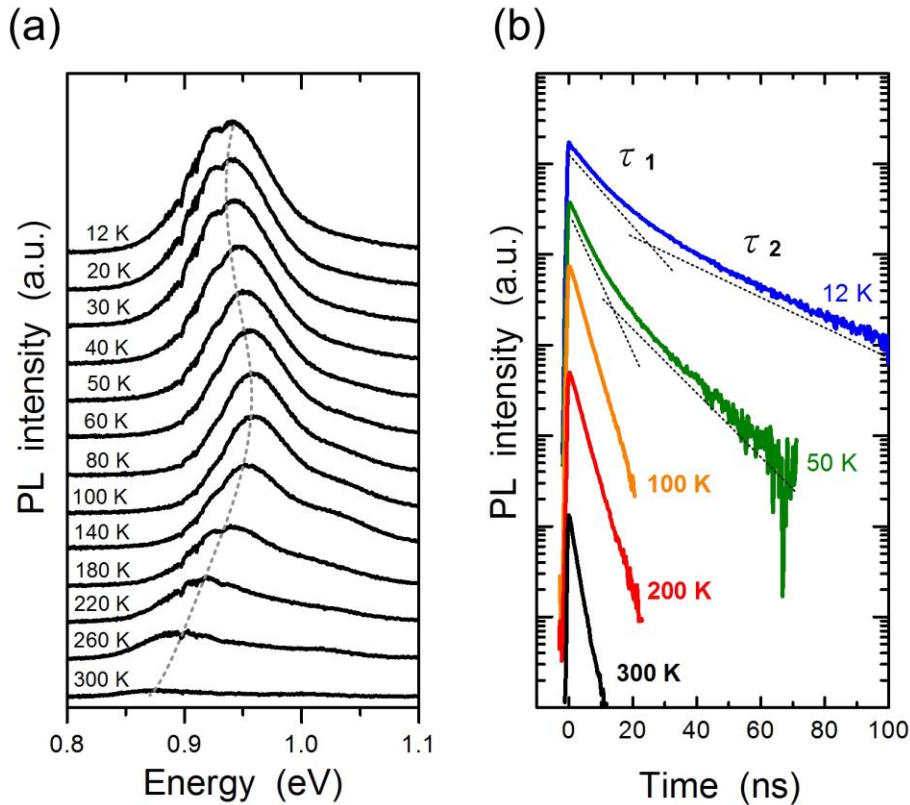 (a)
PL intensity (a.u.)
12 K
20 K
30 K
40 K
50 K
60 K
80 K
100 K
140 K
180 K
220 K
260 K
300 K
0.8 0.9 1.0 1.1
Energy (eV)
(b)
PL intensity (a.u.)
τ 1
τ 2
12 K
50 K
100 K
200 K
300 K
0 20 40 60 80 100
Time (ns)